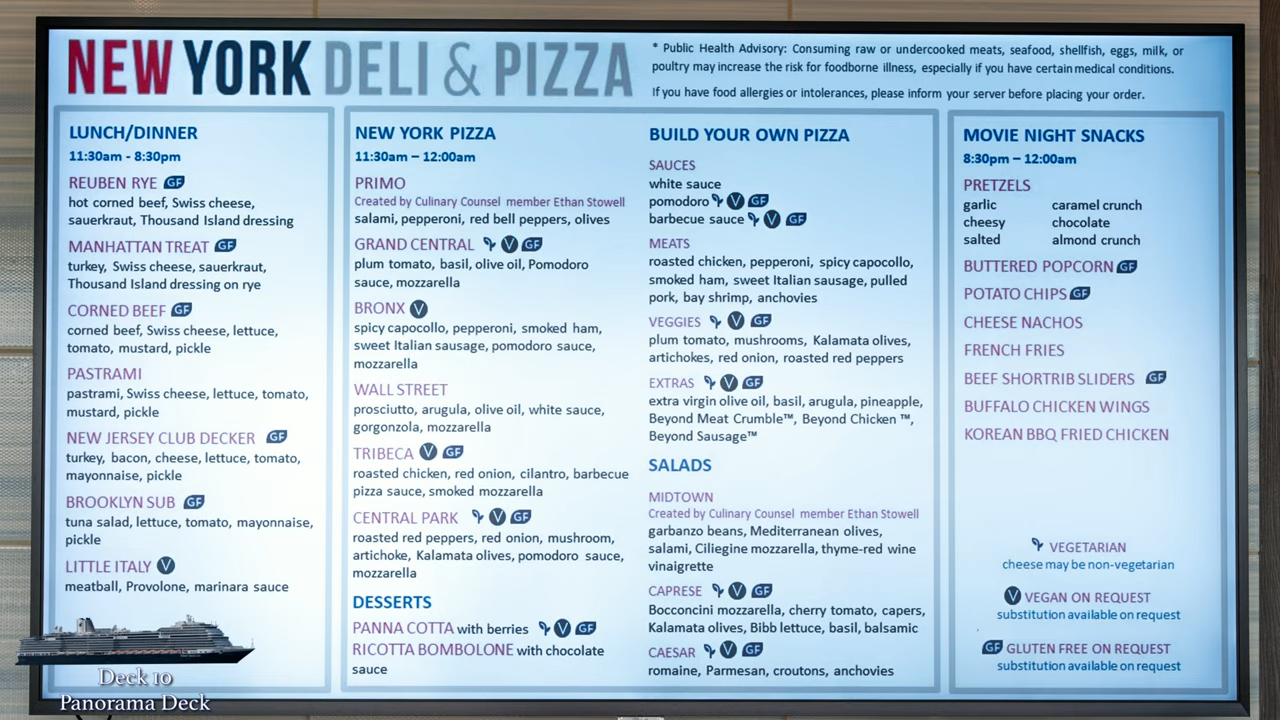 NEW YORK DELI & PIZZA
* Public Health Advisory: Consuming raw or undercooked meats, seafood, shellfish, eggs, milk, or
poultry may increase the risk for foodborne illness, especially if you have certain medical conditions.
If you have food allergies or intolerances, please inform your server before placing your order.
LUNCH/DINNER
11:30am - 8:30pm
REUBEN RYE GF
hot corned beef, Swiss cheese,
sauerkraut, Thousand Island dressing
MANHATTAN TREAT GF
turkey, Swiss cheese, sauerkraut,
Thousand Island dressing on rye
CORNED BEEF GF
corned beef, Swiss cheese, lettuce,
tomato, mustard, pickle
PASTRAMI
pastrami, Swiss cheese, lettuce, tomato,
mustard, pickle
NEW JERSEY CLUB DECKER GF
turkey, bacon, cheese, lettuce, tomato,
mayonnaise, pickle
BROOKLYN SUB GF
tuna salad, lettuce, tomato, mayonnaise,
pickle
LITTLE ITALY V
meatball, Provolone, marinara sauce
NEW YORK PIZZA
11:30am – 12:00am
PRIMO
Created by Culinary Counsel member Ethan Stowell
salami, pepperoni, red bell peppers, olives
GRAND CENTRAL V GF
plum tomato, basil, olive oil, Pomodoro
sauce, mozzarella
BRONX V
spicy capocollo, pepperoni, smoked ham,
sweet Italian sausage, pomodoro sauce,
mozzarella
WALL STREET
prosciutto, arugula, olive oil, white sauce,
gorgonzola, mozzarella
TRIBECA V GF
roasted chicken, red onion, cilantro, barbecue
pizza sauce, smoked mozzarella
CENTRAL PARK V GF
roasted red peppers, red onion, mushroom,
artichoke, Kalamata olives, pomodoro sauce,
mozzarella
DESSERTS
PANNA COTTA with berries V GF
RICOTTA BOMBOLONE with chocolate
sauce
BUILD YOUR OWN PIZZA
SAUCES
white sauce
pomodoro V GF
barbecue sauce V GF
MEATS
roasted chicken, pepperoni, spicy capocollo,
smoked ham, sweet Italian sausage, pulled
pork, bay shrimp, anchovies
VEGGIES V GF
plum tomato, mushrooms, Kalamata olives,
artichokes, red onion, roasted red peppers
EXTRAS V GF
extra virgin olive oil, basil, arugula, pineapple,
Beyond Meat Crumble™, Beyond Chicken ™,
Beyond Sausage™
SALADS
MIDTOWN
Created by Culinary Counsel member Ethan Stowell
garbanzo beans, Mediterranean olives,
salami, Ciliegine mozzarella, thyme-red wine
vinaigrette
CAPRESE V GF
Bocconcini mozzarella, cherry tomato, capers,
Kalamata olives, Bibb lettuce, basil, balsamic
CAESAR V GF
romaine, Parmesan, croutons, anchovies
MOVIE NIGHT SNACKS
8:30pm – 12:00am
PRETZELS
garlic caramel crunch
cheesy chocolate
salted almond crunch
BUTTERED POPCORN GF
POTATO CHIPS GF
CHEESE NACHOS
FRENCH FRIES
BEEF SHORTRIB SLIDERS GF
BUFFALO CHICKEN WINGS
KOREAN BBQ FRIED CHICKEN
VEGETARIAN
cheese may be non-vegetarian
V VEGAN ON REQUEST
substitution available on request
GF GLUTEN FREE ON REQUEST
substitution available on request
Deck 10
Panorama Deck